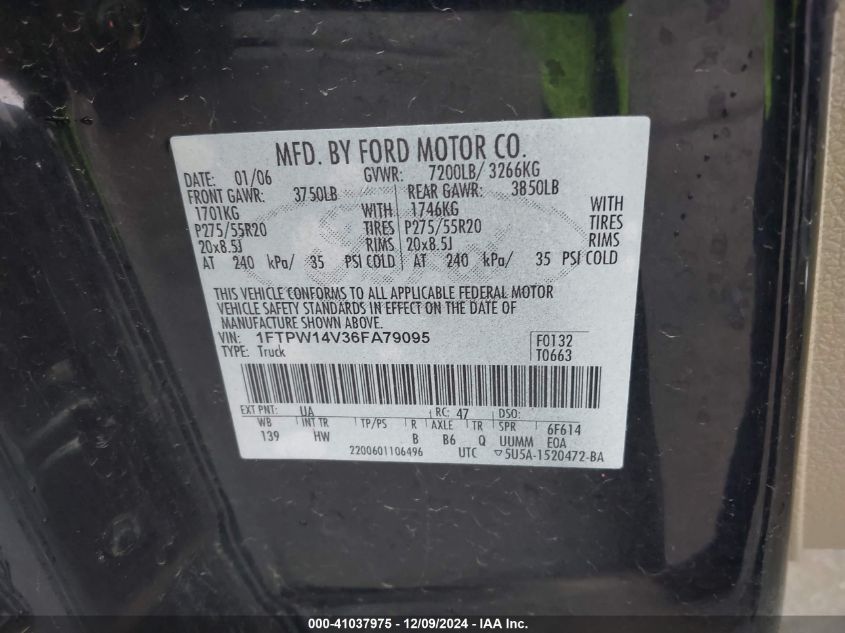 MFD. BY FORD MOTOR CO.
DATE: 01/06 GVWR: 7200LB/ 3266KG
FRONT GAWR: 3750LB REAR GAWR: 3850LB
1701KG WITH 1746KG WITH
P275/55R20 TIRES P275/55R20 TIRES
20x8.5J RIMS 20x8.5J RIMS
AT 240 kPa/ 35 PSI COLD AT 240 kPa/ 35 PSI COLD
THIS VEHICLE CONFORMS TO ALL APPLICABLE FEDERAL MOTOR
VEHICLE SAFETY STANDARDS IN EFFECT ON THE DATE OF
MANUFACTURE SHOWN ABOVE.
VIN: 1FTPW14V36FA79095 F0132
TYPE: Truck T0663
EXT PNT: UA RC: 47 DSO:
WB INT TR TP/PS R AXLE TR SPR 6F614
139 HW B B6 Q UUMM EOA
2200601106496 UTC ▽5U5A-1520472-BA
000-41037975 - 12/09/2024 - IAA Inc.